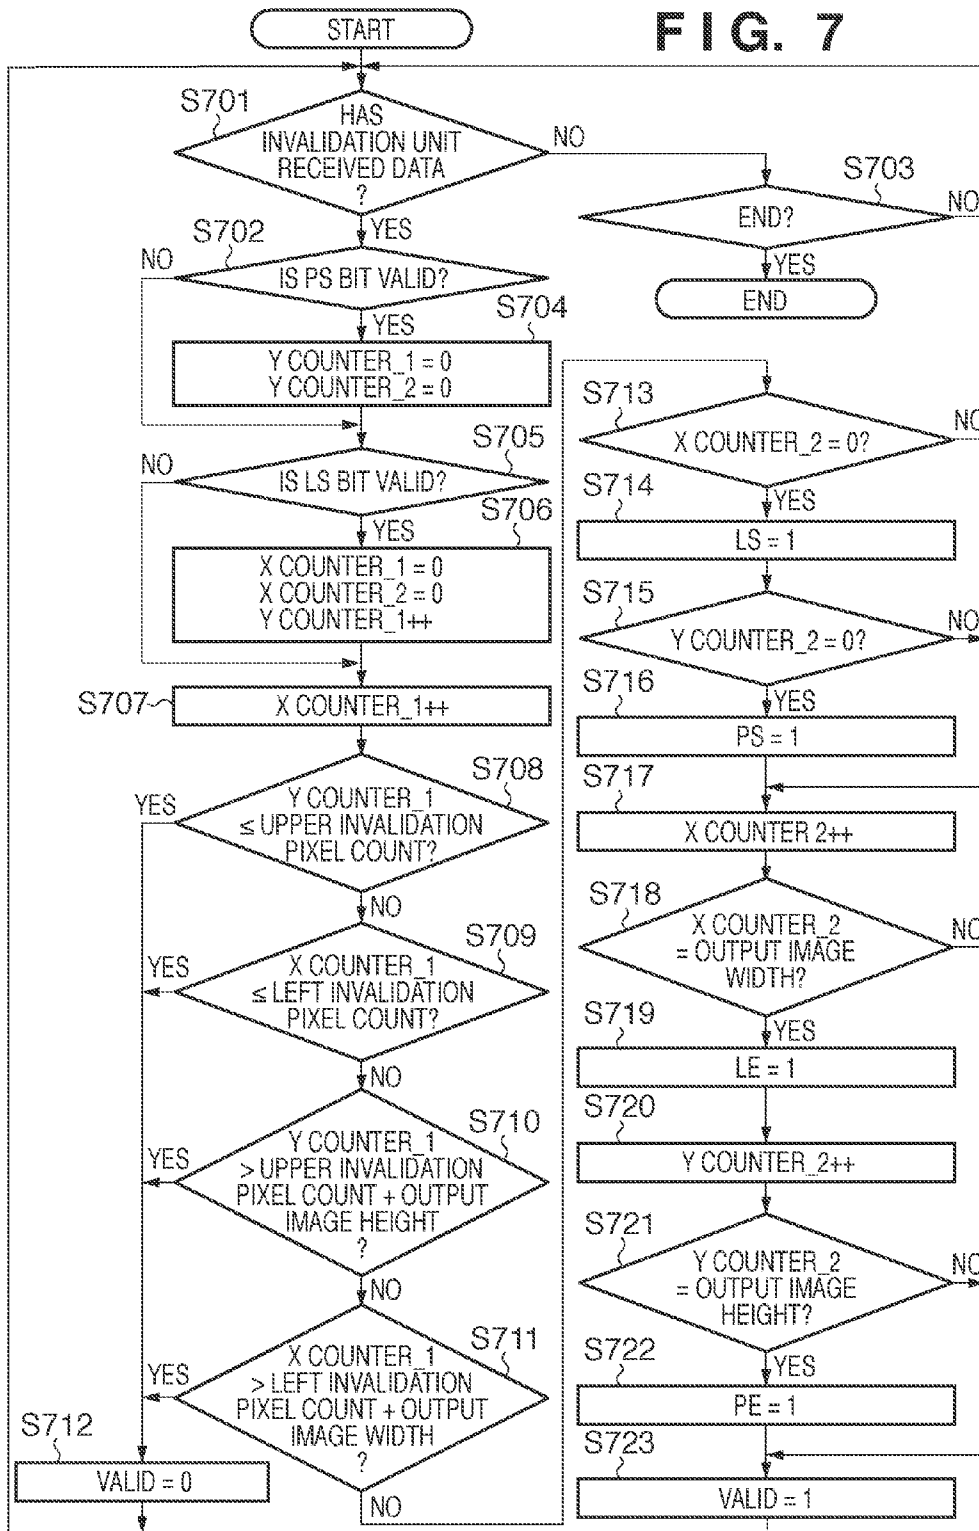 FIG. 7
START
S701
HAS
INVALIDATION UNIT
RECEIVED DATA
?
NO
YES
S703
END?
NO
YES
END
S702
NO
IS PS BIT VALID?
YES
S704
Y COUNTER_1 = 0
Y COUNTER_2 = 0
S705
NO
IS LS BIT VALID?
YES
S706
X COUNTER_1 = 0
X COUNTER_2 = 0
Y COUNTER_1++
S707
X COUNTER_1++
S708
YES
Y COUNTER_1
≤ UPPER INVALIDATION
PIXEL COUNT?
NO
S709
YES
X COUNTER_1
≤ LEFT INVALIDATION
PIXEL COUNT?
NO
S710
YES
Y COUNTER_1
> UPPER INVALIDATION
PIXEL COUNT + OUTPUT
IMAGE HEIGHT
?
NO
S711
YES
X COUNTER_1
> LEFT INVALIDATION
PIXEL COUNT + OUTPUT
IMAGE WIDTH
?
NO
S712
VALID = 0
S713
X COUNTER_2 = 0?
NO
YES
S714
LS = 1
S715
Y COUNTER_2 = 0?
NO
YES
S716
PS = 1
S717
X COUNTER 2++
S718
X COUNTER_2
= OUTPUT IMAGE
WIDTH?
NO
YES
S719
LE = 1
S720
Y COUNTER_2++
S721
Y COUNTER_2
= OUTPUT IMAGE
HEIGHT?
NO
YES
S722
PE = 1
S723
VALID = 1